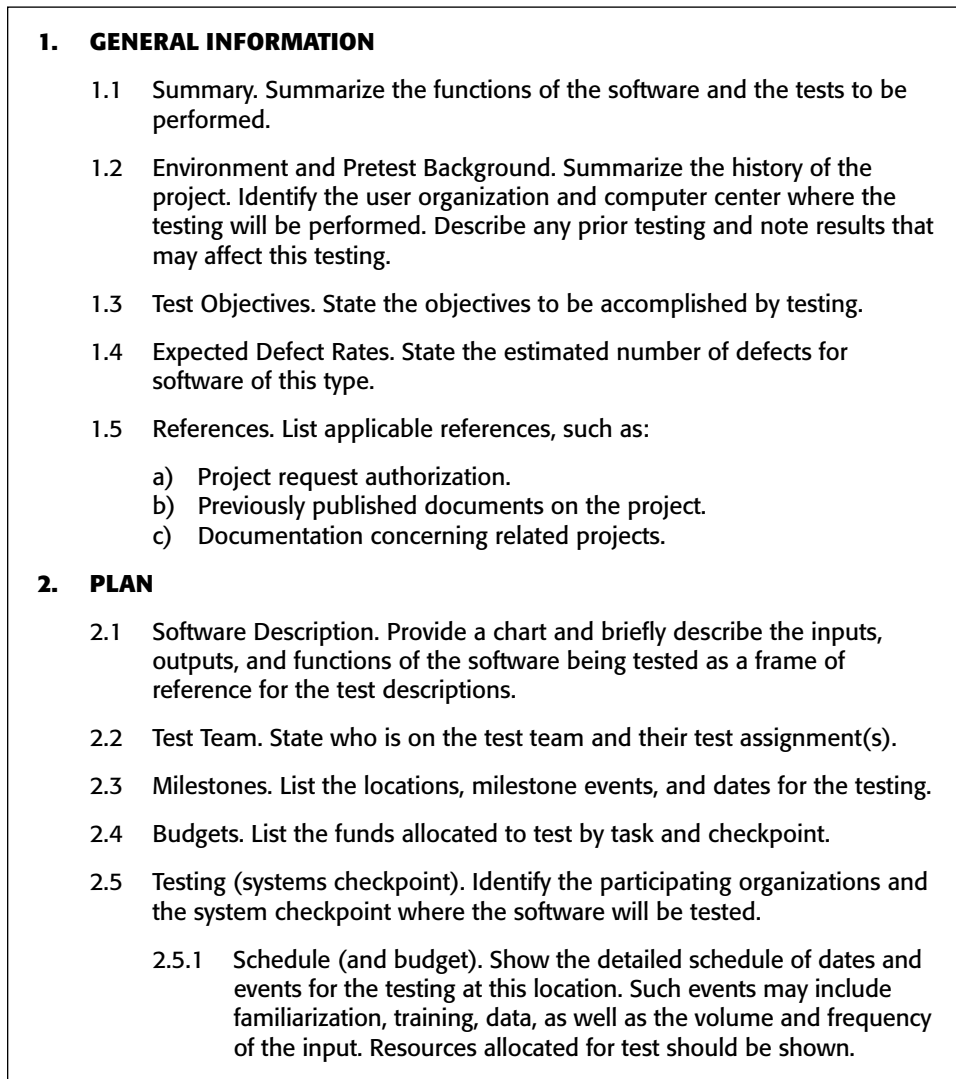 1. GENERAL INFORMATION
1.1 Summary. Summarize the functions of the software and the tests to be
performed.
1.2 Environment and Pretest Background. Summarize the history of the
project. Identify the user organization and computer center where the
testing will be performed. Describe any prior testing and note results that
may affect this testing.
1.3 Test Objectives. State the objectives to be accomplished by testing.
1.4 Expected Defect Rates. State the estimated number of defects for
software of this type.
1.5 References. List applicable references, such as:
a) Project request authorization.
b) Previously published documents on the project.
c) Documentation concerning related projects.
2. PLAN
2.1 Software Description. Provide a chart and briefly describe the inputs,
outputs, and functions of the software being tested as a frame of
reference for the test descriptions.
2.2 Test Team. State who is on the test team and their test assignment(s).
2.3 Milestones. List the locations, milestone events, and dates for the testing.
2.4 Budgets. List the funds allocated to test by task and checkpoint.
2.5 Testing (systems checkpoint). Identify the participating organizations and
the system checkpoint where the software will be tested.
2.5.1 Schedule (and budget). Show the detailed schedule of dates and
events for the testing at this location. Such events may include
familiarization, training, data, as well as the volume and frequency
of the input. Resources allocated for test should be shown.